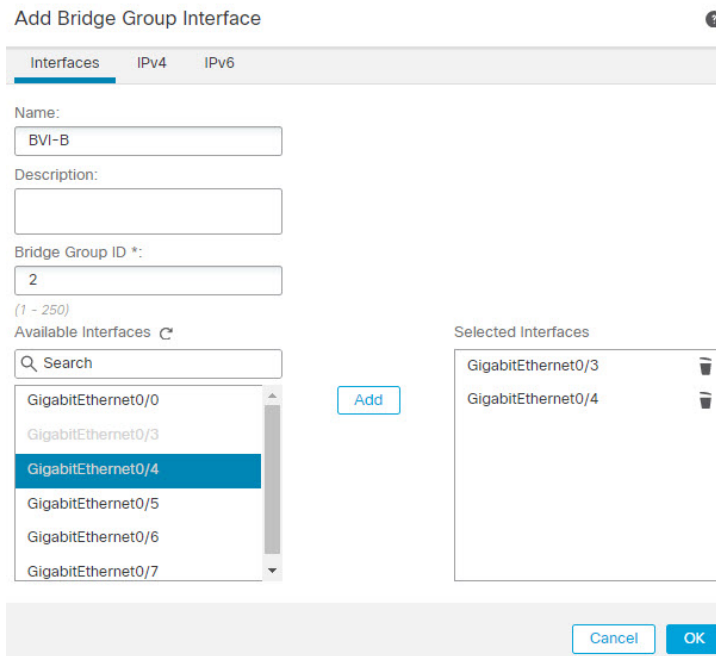 Add Bridge Group Interface
?
Interfaces IPv4 IPv6
Name:
BVI-B
Description:
Bridge Group ID *:
2
(1 - 250)
Available Interfaces
Search
GigabitEthernet0/0
GigabitEthernet0/3
GigabitEthernet0/4
GigabitEthernet0/5
GigabitEthernet0/6
GigabitEthernet0/7
Add
Selected Interfaces
GigabitEthernet0/3
GigabitEthernet0/4
Cancel OK